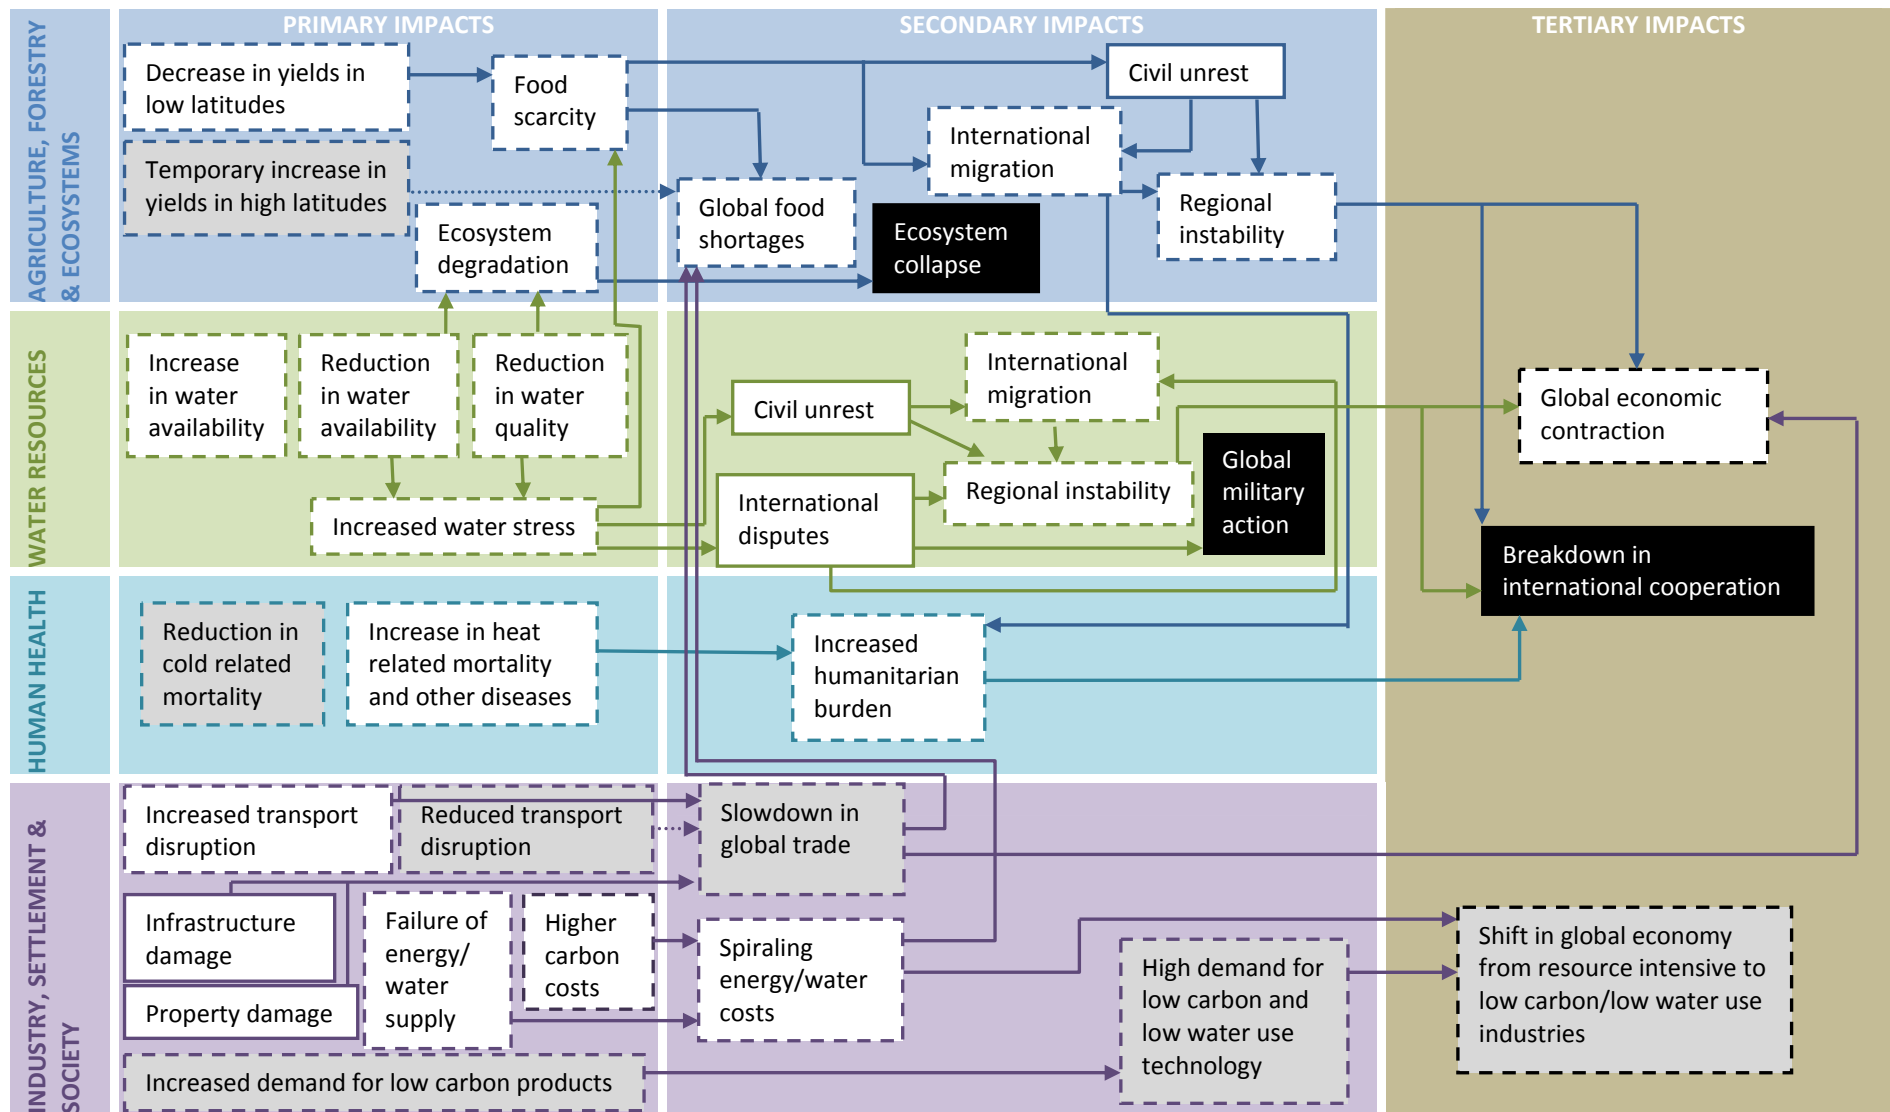 PRIMARY IMPACTS
SECONDARY IMPACTS
TERTIARY IMPACTS
AGRICULTURE, FORESTRY
& ECOSYSTEMS
Decrease in yields in
low latitudes
Food
scarcity
Civil unrest
International
migration
Temporary increase in
yields in high latitudes
Global food
shortages
Regional
instability
Ecosystem
degradation
Ecosystem
collapse
WATER RESOURCES
Increase
in water
availability
Reduction
in water
availability
Reduction
in water
quality
Increased water stress
Civil unrest
International
migration
Regional instability
International
disputes
Global
military
action
Global economic
contraction
Breakdown in
international cooperation
HUMAN HEALTH
Reduction in
cold related
mortality
Increase in heat
related mortality
and other diseases
Increased
humanitarian
burden
INDUSTRY, SETTLEMENT &
SOCIETY
Increased transport
disruption
Reduced transport
disruption
Slowdown in
global trade
Infrastructure
damage
Property damage
Failure of
energy/
water
supply
Higher
carbon
costs
Spiraling
energy/water
costs
High demand for
low carbon and
low water use
technology
Shift in global economy
from resource intensive to
low carbon/low water use
industries
Increased demand for low carbon products